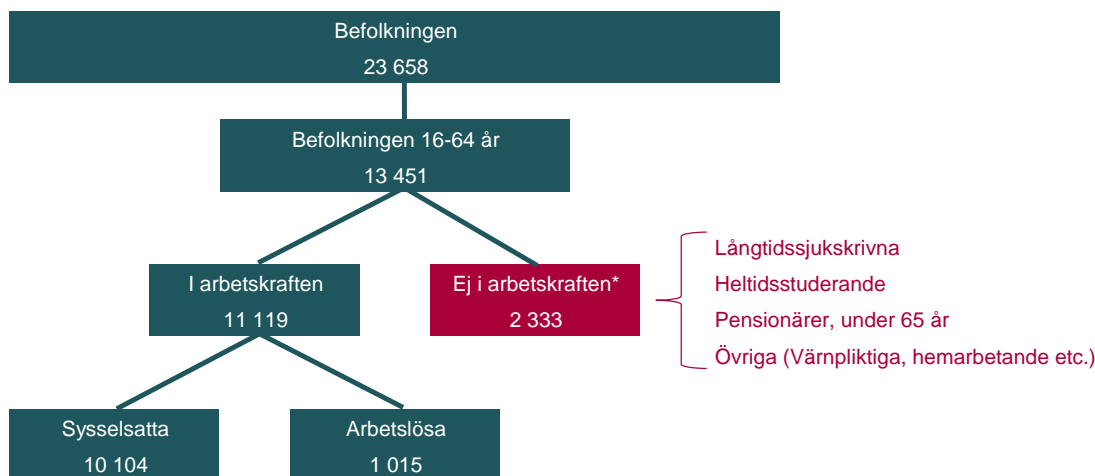 Befolkningen
23 658
Befolkningen 16-64 år
13 451
I arbetskraften
11 119
Ej i arbetskraften*
2 333
Långtidssjukskrivna
Heltidsstuderande
Pensionärer, under 65 år
Övriga (Värnpliktiga, hemarbetande etc.)
Sysselsatta
10 104
Arbetslösa
1 015